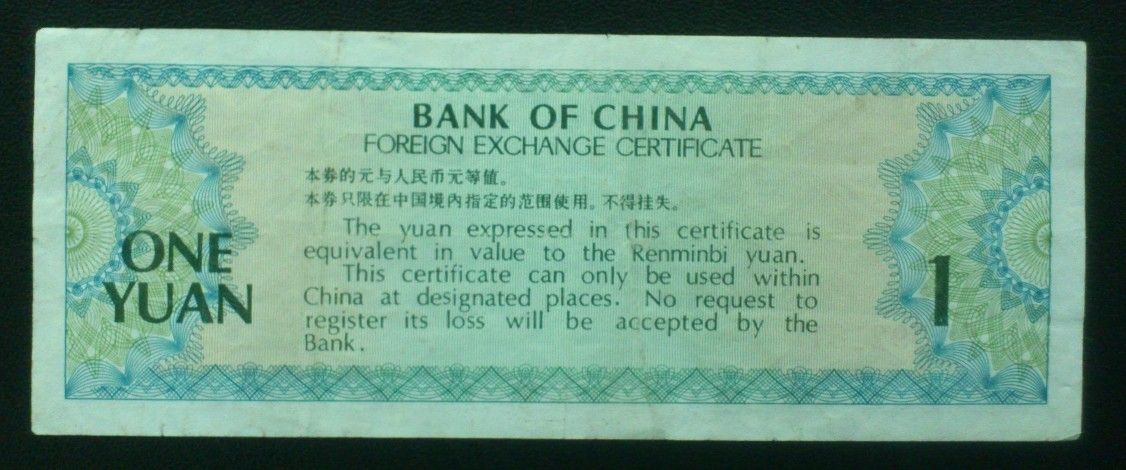 BANK OF CHINA
FOREIGN EXCHANGE CERTIFICATE
本券的元与人民币元等值。
本券只限在中国境内指定的范围使用。不得挂失。
The yuan expressed in this certificate is
equivalent in value to the Renminbi yuan.
This certificate can only be used within
China at designated places. No request to
register its loss will be accepted by the
Bank.
ONE
YUAN
1